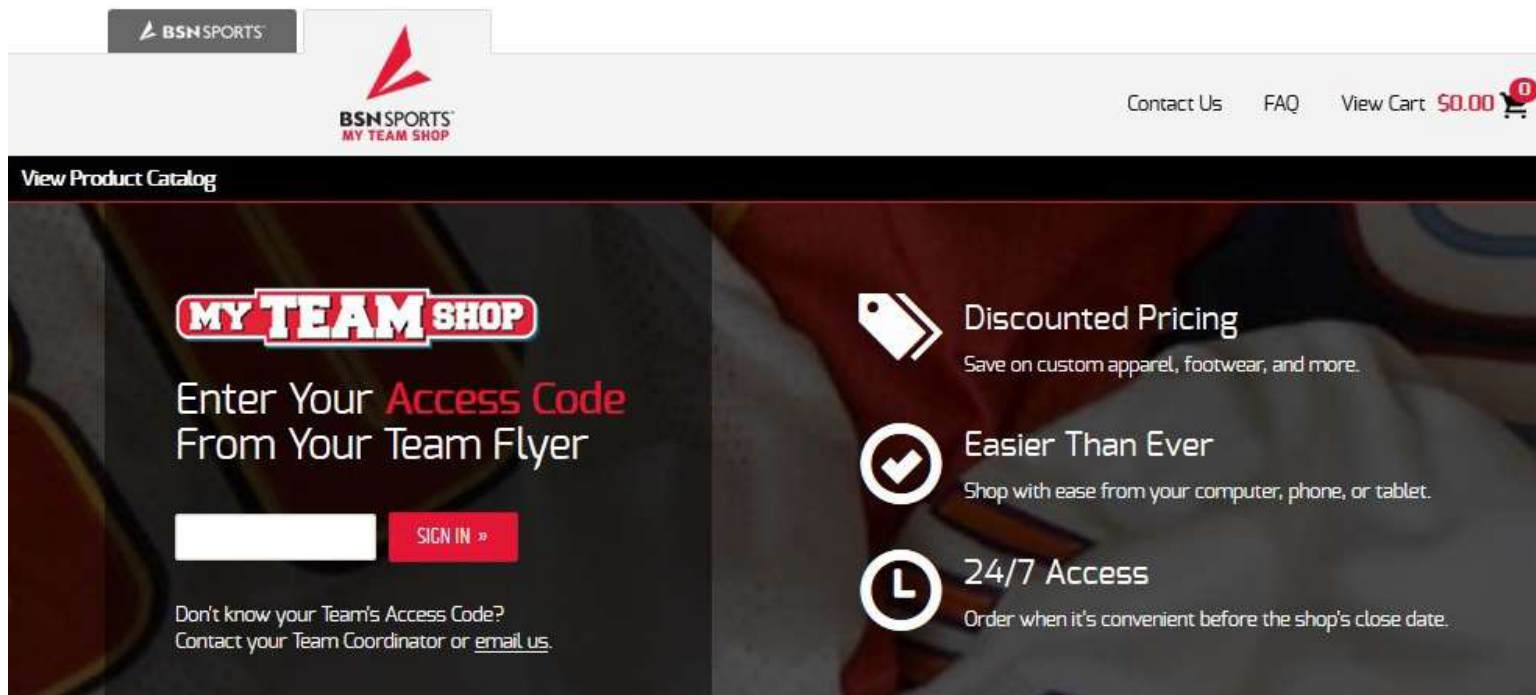 BSN SPORTS
BSN SPORTS
MY TEAM SHOP
Contact Us FAQ View Cart $0.00 0
View Product Catalog
MY TEAM SHOP
Enter Your Access Code
From Your Team Flyer
SIGN IN »
Don't know your Team's Access Code?
Contact your Team Coordinator or email us.
Discounted Pricing
Save on custom apparel, footwear, and more.
Easier Than Ever
Shop with ease from your computer, phone, or tablet.
24/7 Access
Order when it's convenient before the shop's close date.